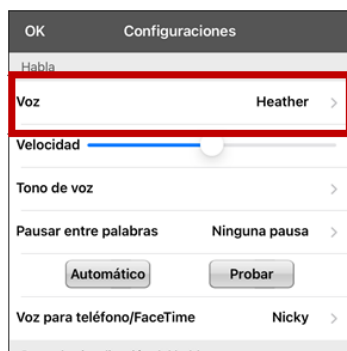 OK Configuraciones
Habla
Voz Heather
Velocidad
Tono de voz
Pausar entre palabras Ninguna pausa
Automático Probar
Voz para teléfono/FaceTime Nicky